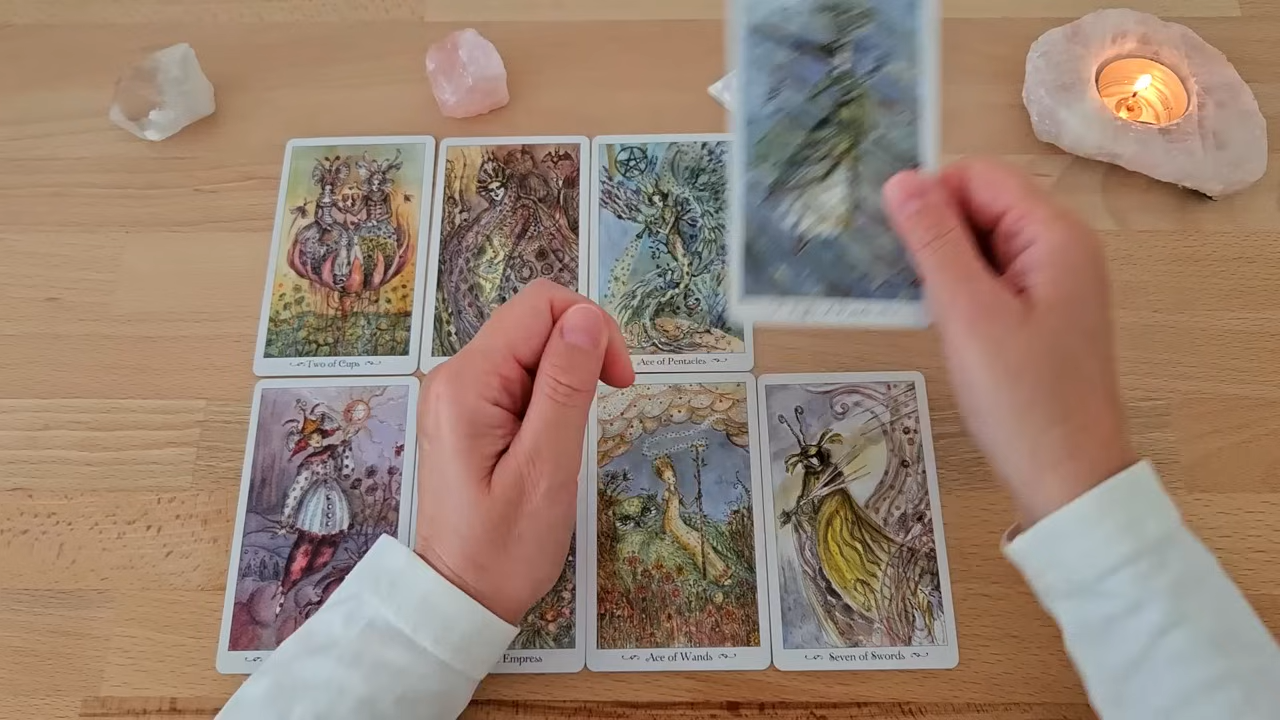 Two of Cups
Ace of Pentacles
Empress
Ace of Wands
Seven of Swords